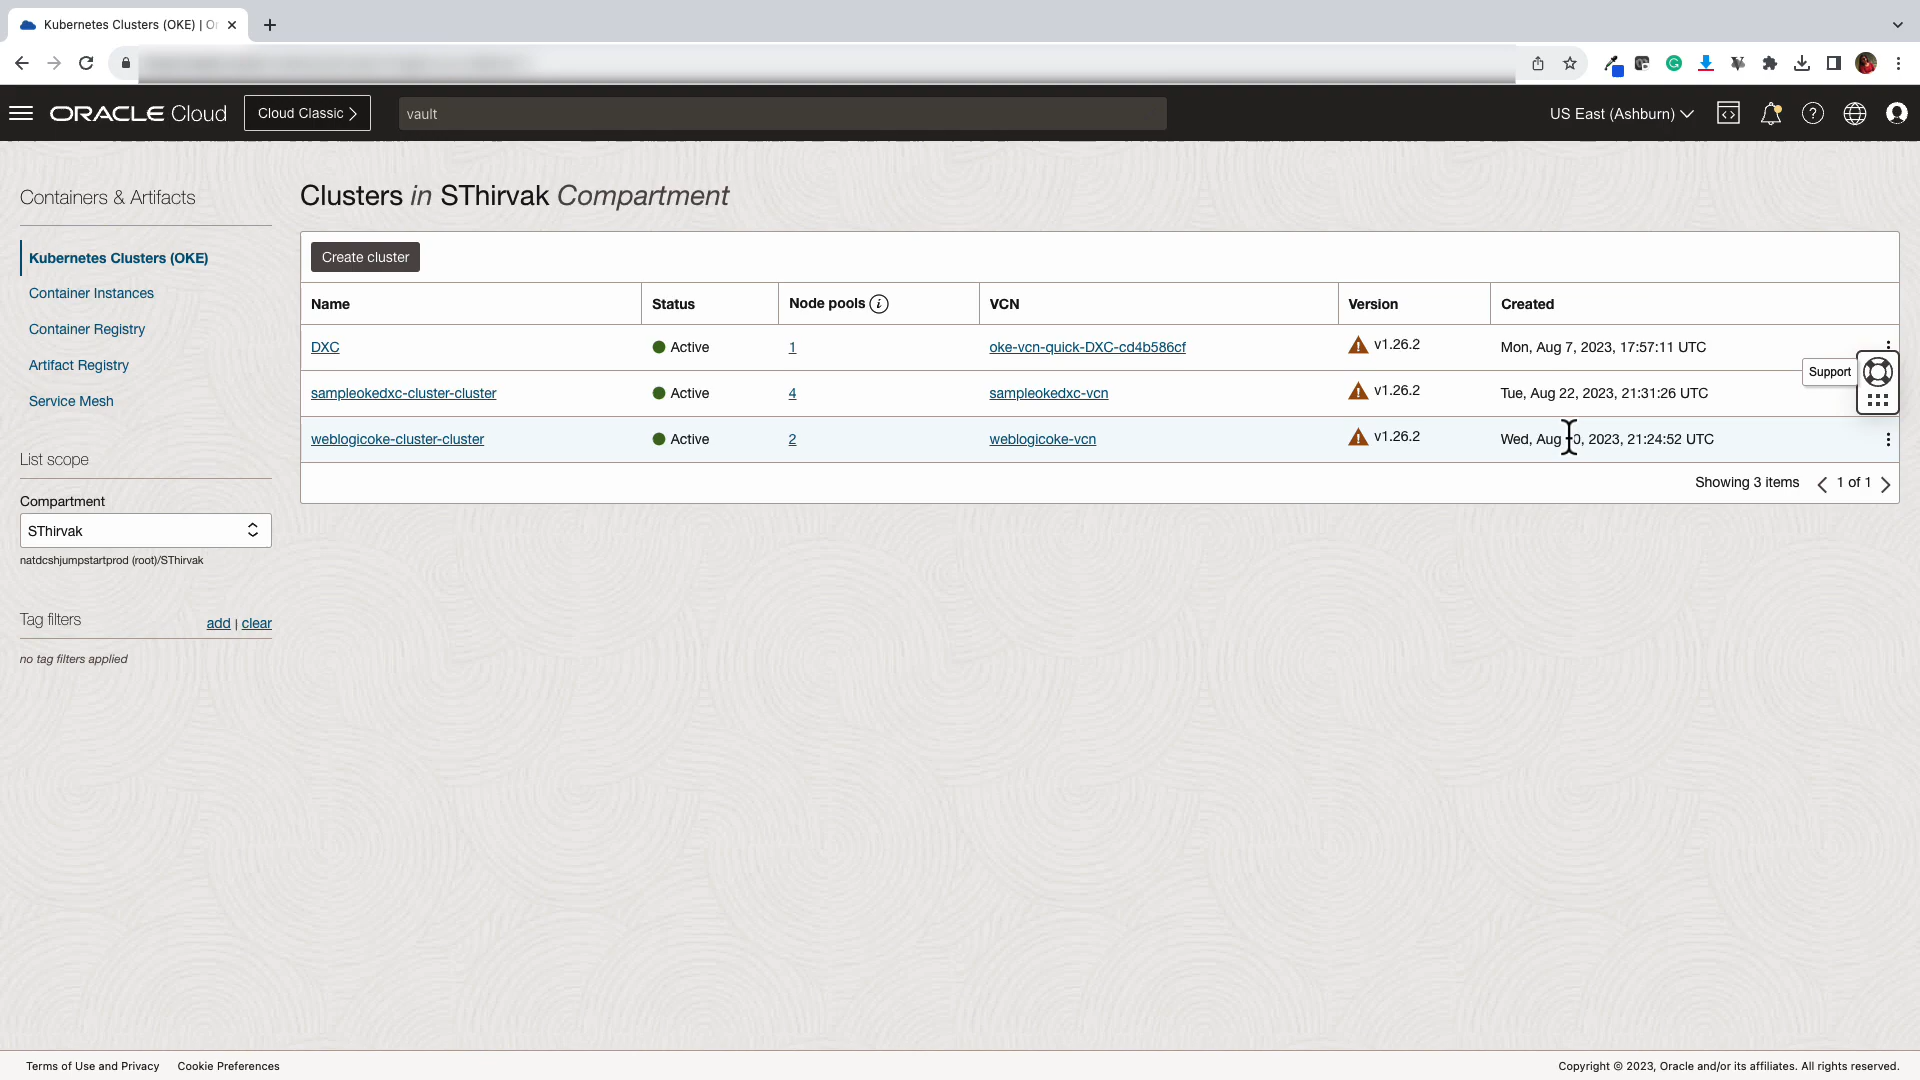 Kubernetes Clusters (OKE) | O
ORACLE Cloud
Cloud Classic
vault
US East (Ashburn)
Containers & Artifacts
Kubernetes Clusters (OKE)
Container Instances
Container Registry
Artifact Registry
Service Mesh
List scope
Compartment
SThirvak
natdcshjumpstartprod (root)/SThirvak
Tag filters
add | clear
no tag filters applied
Clusters in SThirvak Compartment
Create cluster
Name Status Node pools i VCN Version Created
DXC Active 1 oke-vcn-quick-DXC-cd4b586cf v1.26.2 Mon, Aug 7, 2023, 17:57:11 UTC
Support
sampleokedxc-cluster-cluster Active 4 sampleokedxc-vcn v1.26.2 Tue, Aug 22, 2023, 21:31:26 UTC
weblogicoke-cluster-cluster Active 2 weblogicoke-vcn v1.26.2 Wed, Aug 2023, 21:24:52 UTC
Showing 3 items 1 of 1
Terms of Use and Privacy Cookie Preferences
Copyright © 2023, Oracle and/or its affiliates. All rights reserved.